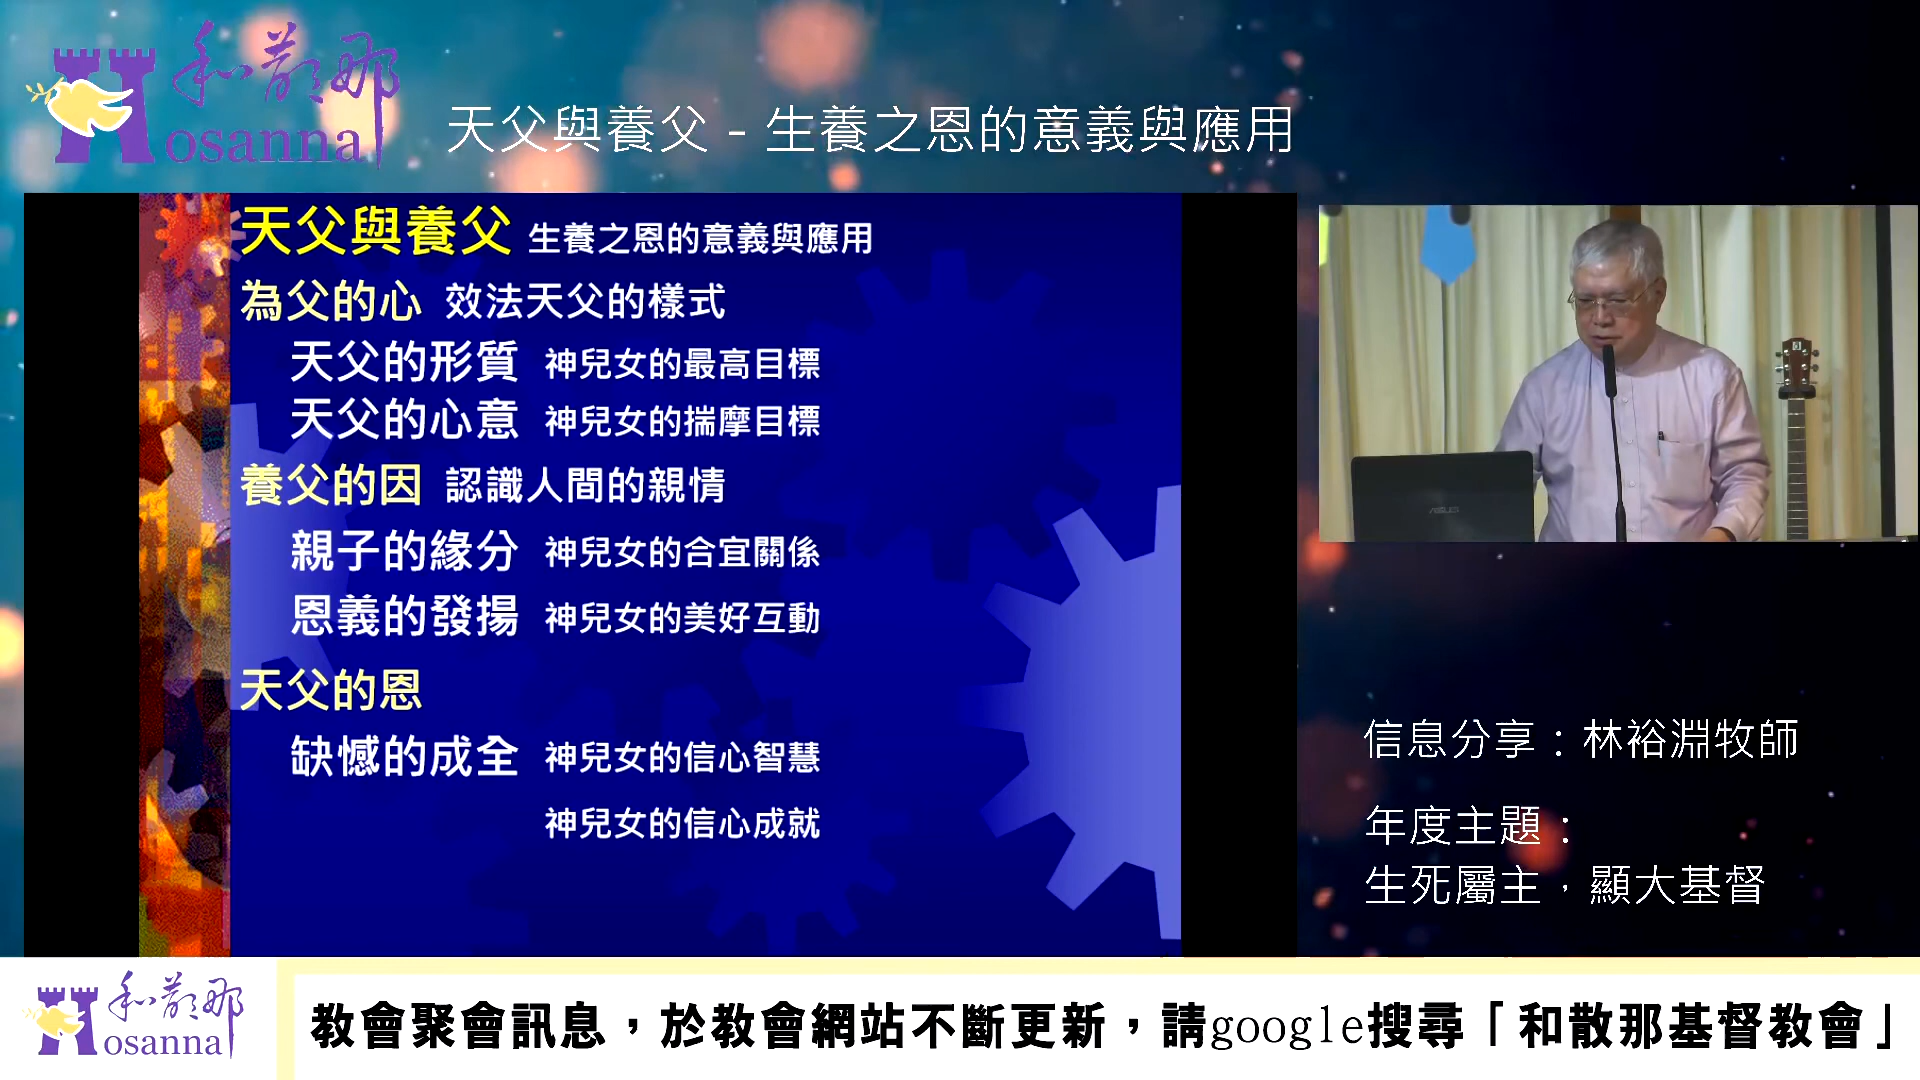 和散那
Hosanna
天父與養父 - 生養之恩的意義與應用
天父與養父 生養之恩的意義與應用
為父的心 效法天父的樣式
天父的形質 神兒女的最高目標
天父的心意 神兒女的揣摩目標
養父的因 認識人間的親情
親子的緣分 神兒女的合宜關係
恩義的發揚 神兒女的美好互動
天父的恩
缺憾的成全 神兒女的信心智慧
神兒女的信心成就
ASUS
信息分享：林裕淵牧師
年度主題：
生死屬主，顯大基督
和散那
Hosanna
教會聚會訊息，於教會網站不斷更新，請google搜尋「和散那基督教會」